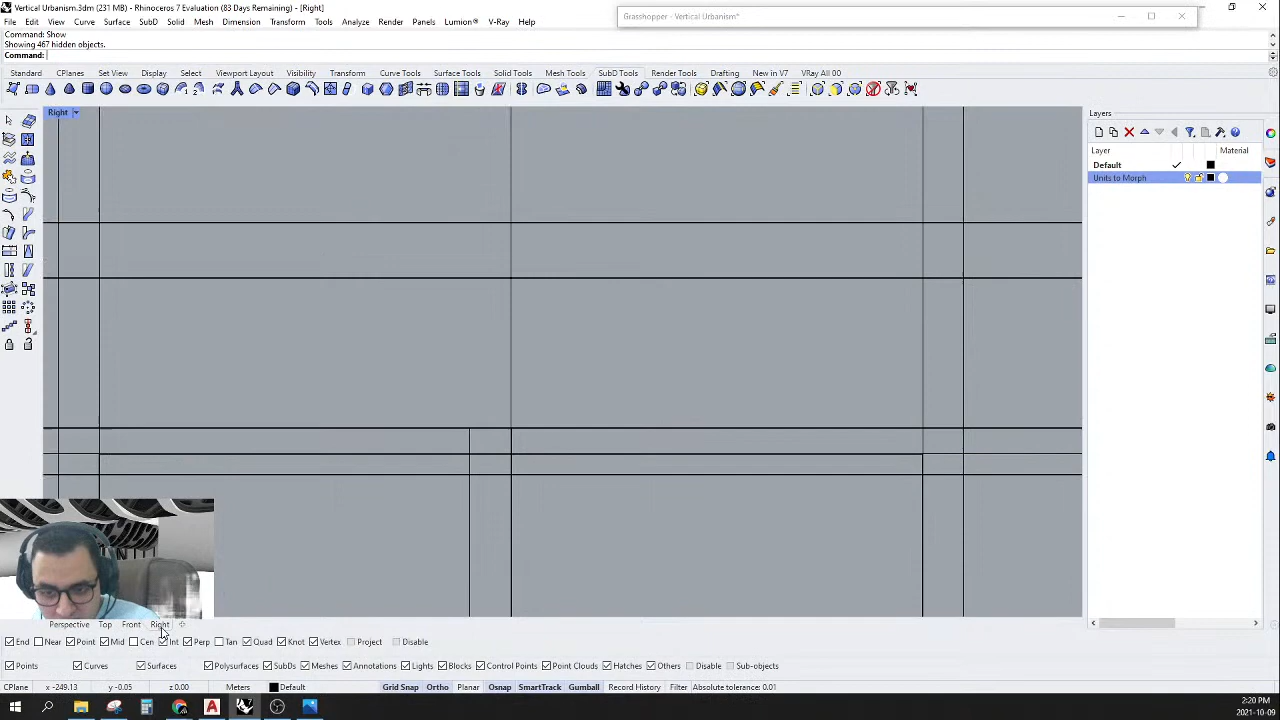 Vertical Urbanism.3dm (231 MB) - Rhinoceros 7 Evaluation (83 Days Remaining) - [Right]
Grasshopper - Vertical Urbanism*
File Edit View Curve Surface SubD Solid Mesh Dimension Transform Tools Analyze Render Panels Lumion® V-Ray Window Help
Command: Show
Showing 467 hidden objects.
Command:
Standard CPlanes Set View Display Select Viewport Layout Visibility Transform Curve Tools Surface Tools Solid Tools Mesh Tools SubD Tools Render Tools Drafting New in V7 VRay All 00
Right
Layers
Layer Material
Default
Units to Morph
Perspective Top Front Right
End Near Point Mid Cen Int Perp Tan Quad Knot Vertex Project Disable
Points Curves Surfaces Polysurfaces SubDs Meshes Annotations Lights Blocks Control Points Point Clouds Hatches Others Disable Sub-objects
CPlane x -249.13 y -0.05 z 0.00 Meters Default Grid Snap Ortho Planar Osnap SmartTrack Gumball Record History Filter Absolute tolerance: 0.01
2:20 PM
2021-10-09